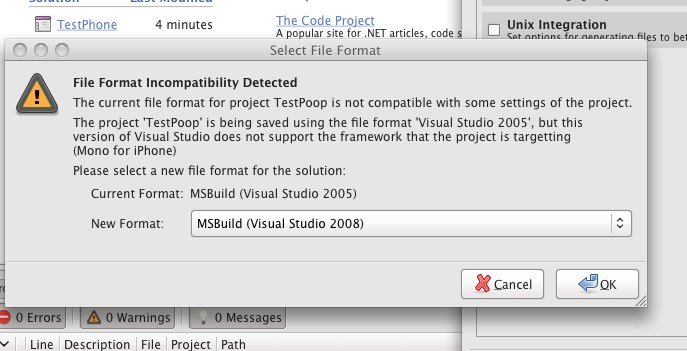 Solution Last Modified
TestPhone 4 minutes The Code Project
A popular site for .NET articles, code s
Unix Integration
Set options for generating files to bet
Select File Format
File Format Incompatibility Detected
The current file format for project TestPoop is not compatible with some settings of the project.
The project 'TestPoop' is being saved using the file format 'Visual Studio 2005', but this
version of Visual Studio does not support the framework that the project is targetting
(Mono for iPhone)
Please select a new file format for the solution:
Current Format: MSBuild (Visual Studio 2005)
New Format: MSBuild (Visual Studio 2008)
Cancel OK
0 Errors 0 Warnings 0 Messages
! Line Description File Project Path